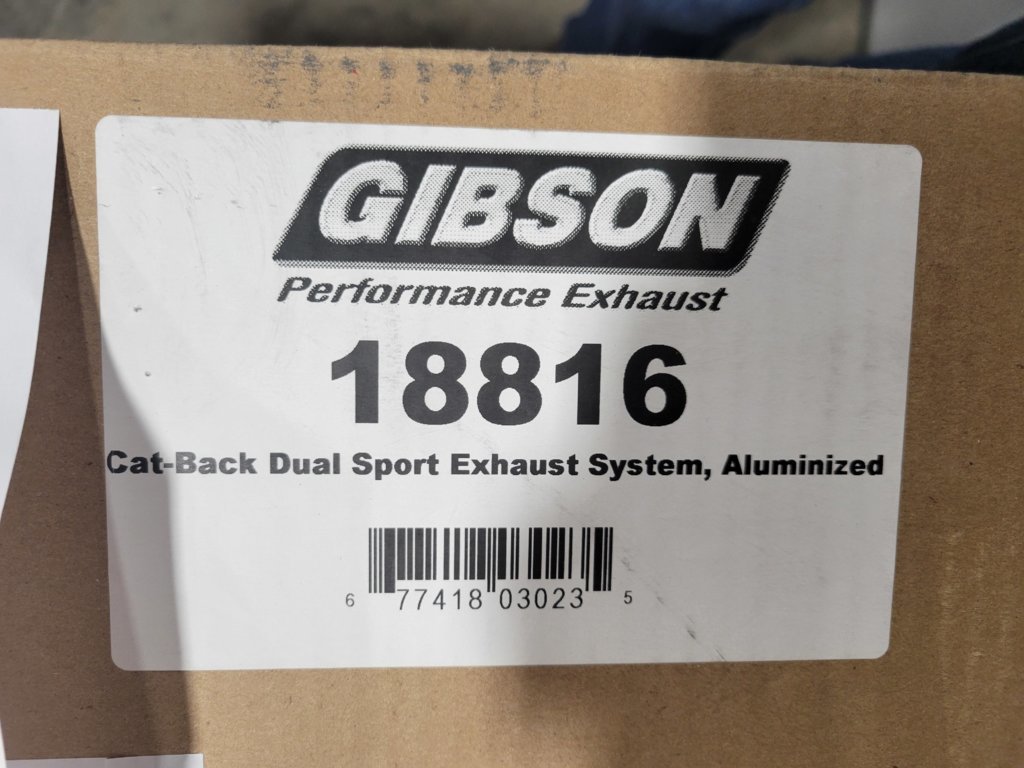 GIBSON
Performance Exhaust
18816
Cat-Back Dual Sport Exhaust System, Aluminized
6 77418 03023 5